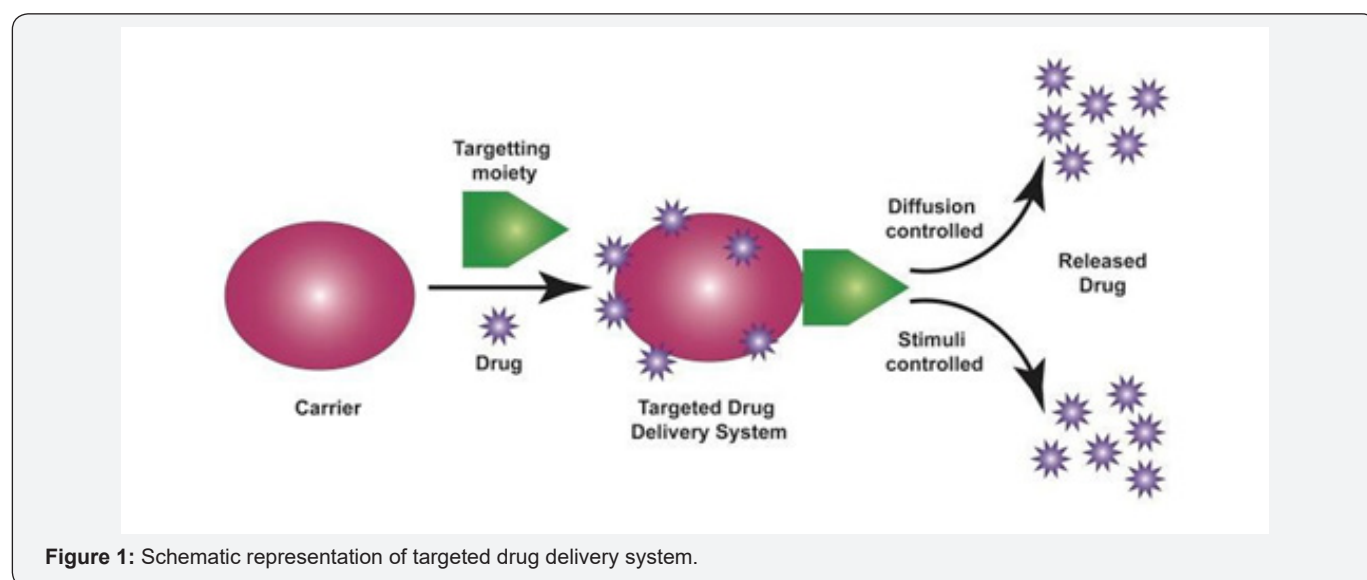 Targetting
moiety
Drug
Carrier
Targeted Drug
Delivery System
Diffusion
controlled
Released
Drug
Stimuli
controlled
Figure 1: Schematic representation of targeted drug delivery system.